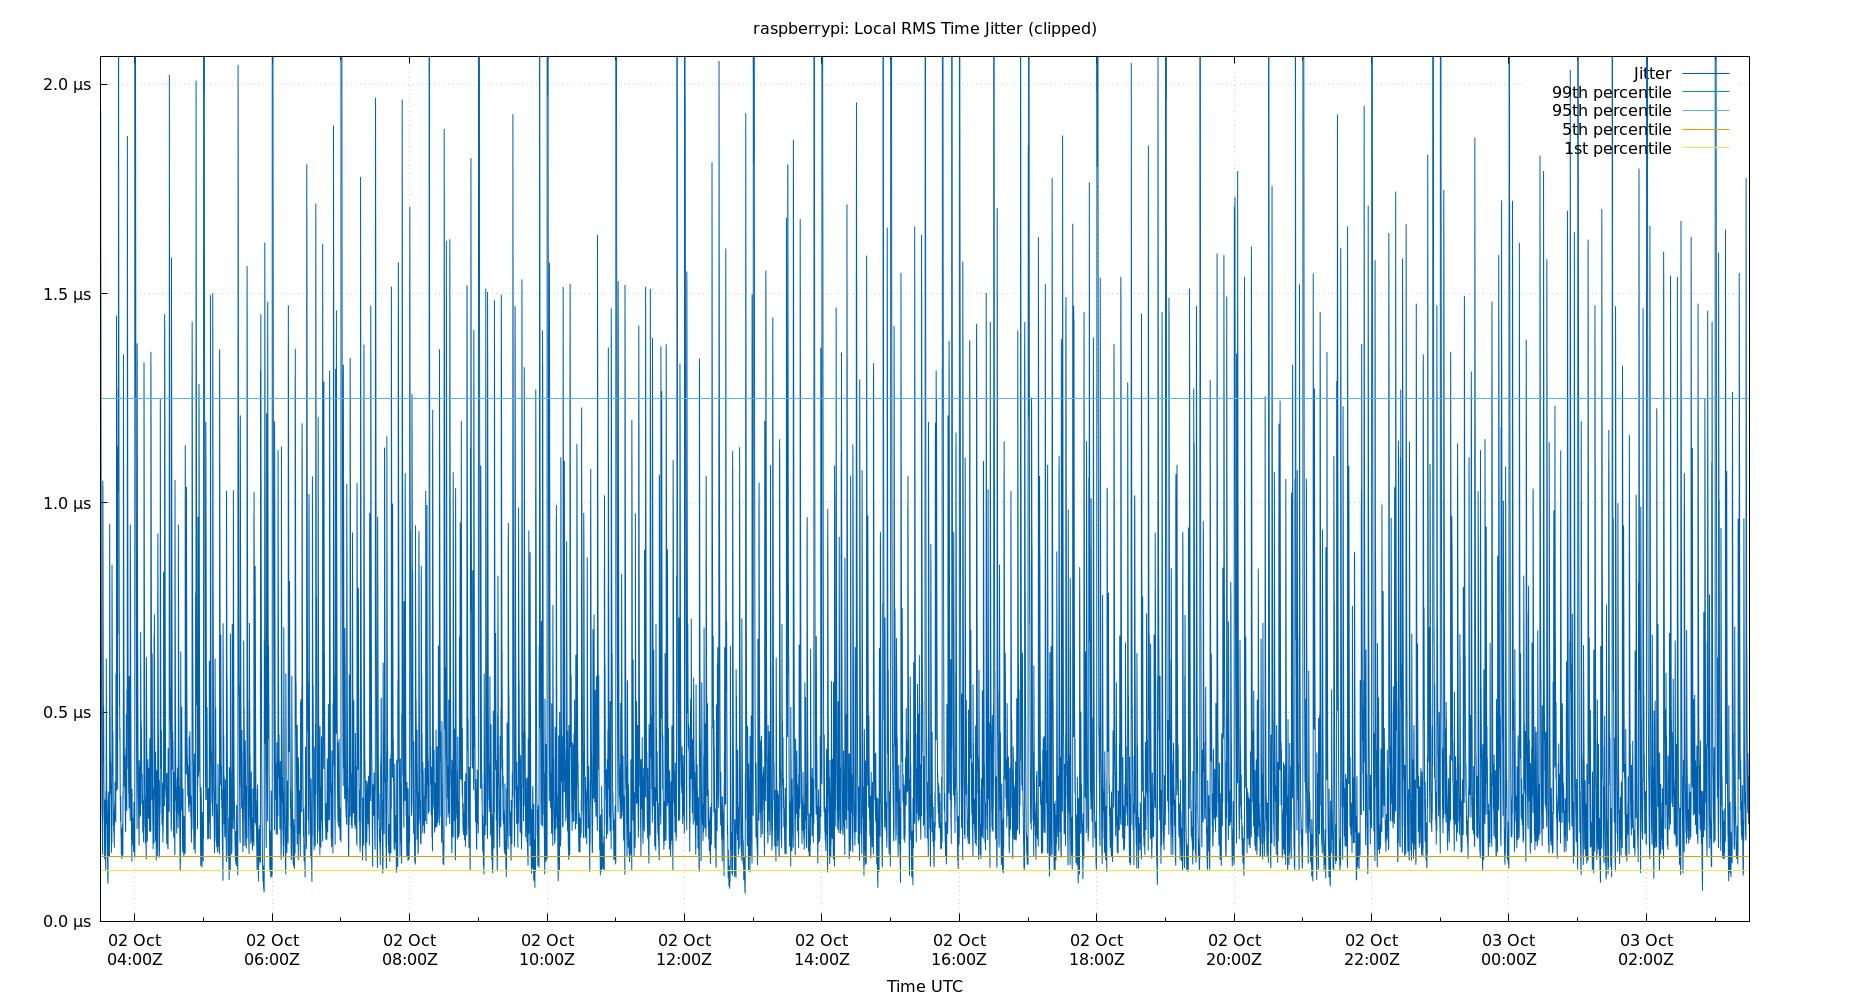 raspberrypi: Local RMS Time Jitter (clipped)
2.0 µs
1.5 µs
1.0 µs
0.5 µs
0.0 µs
Jitter
99th percentile
95th percentile
5th percentile
1st percentile
02 Oct 02 Oct 02 Oct 02 Oct 02 Oct 02 Oct 02 Oct 02 Oct 02 Oct 02 Oct 03 Oct 03 Oct
04:00Z 06:00Z 08:00Z 10:00Z 12:00Z 14:00Z 16:00Z 18:00Z 20:00Z 22:00Z 00:00Z 02:00Z
Time UTC